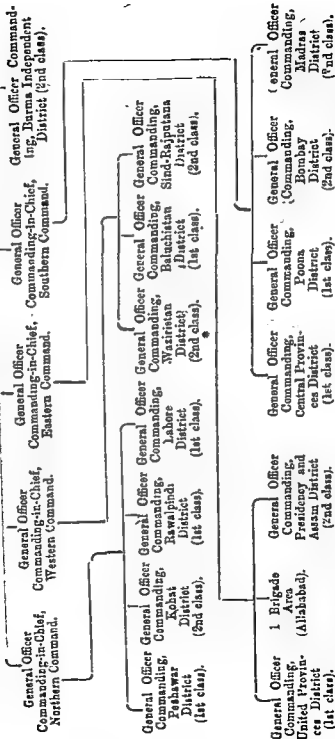 General Officer
Commanding-in-Chief,
Northern Command.
General Officer
Commanding-in-Chief,
Western Command.
General Officer
Commanding-in-Chief,
Eastern Command.
General Officer
Commanding-in-Chief,
Southern Command.
General Officer Command-
ing, Burma Independent
District (2nd class).
General Officer
Commanding,
Peshawar
District
(1st class).
General Officer
Commanding,
Kohat
District
(2nd class).
General Officer
Commanding,
Rawalpindi
District
(1st class).
General Officer
Commanding,
Lahore
District
(1st class).
General Officer
Commanding,
Waziristan
District
(2nd class).
General Officer
Commanding,
Baluchistan
District
(1st class).
General Officer
Commanding,
Sind-Rajputana
District
(2nd class).
General Officer
Commanding,
United Provin-
ces District
(1st class).
1 Brigade
Area
(Allahabad).
General Officer
Commanding,
Presidency and
Assam District
(2nd class).
General Officer
Commanding,
Central Provin-
ces District
(1st class).
General Officer
Commanding,
Poona
District
(1st class).
General Officer
Commanding,
Bombay
District
(2nd class).
General Officer
Commanding,
Madras
District
(2nd class).